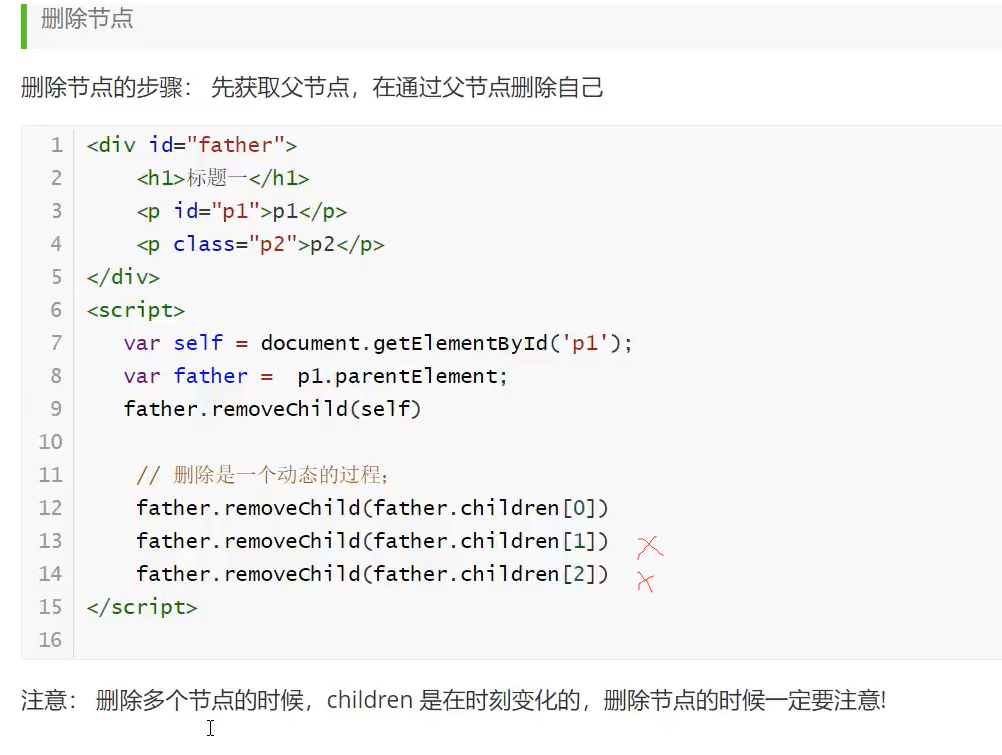 删除节点
删除节点的步骤： 先获取父节点，在通过父节点删除自己
1 <div id="father">
2     <h1>标题一</h1>
3     <p id="p1">p1</p>
4     <p class="p2">p2</p>
5 </div>
6 <script>
7    var self = document.getElementById('p1');
8    var father =  p1.parentElement;
9    father.removeChild(self)
10
11     // 删除是一个动态的过程；
12     father.removeChild(father.children[0])
13     father.removeChild(father.children[1])
14     father.removeChild(father.children[2])
15 </script>
16
注意： 删除多个节点的时候，children 是在时刻变化的，删除节点的时候一定要注意!